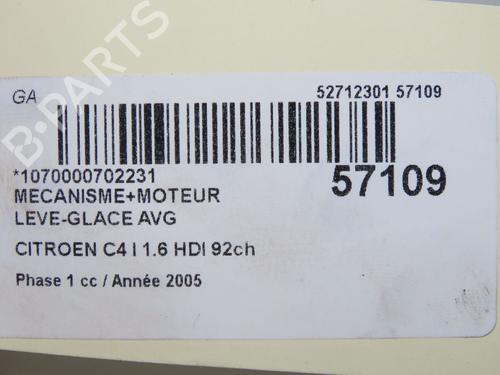 GA
52712301 57109
*1070000702231
57109
MECANISME+MOTEUR
LEVE-GLACE AVG
CITROEN C4 I 1.6 HDI 92ch
Phase 1 cc / Année 2005
B-PARTS